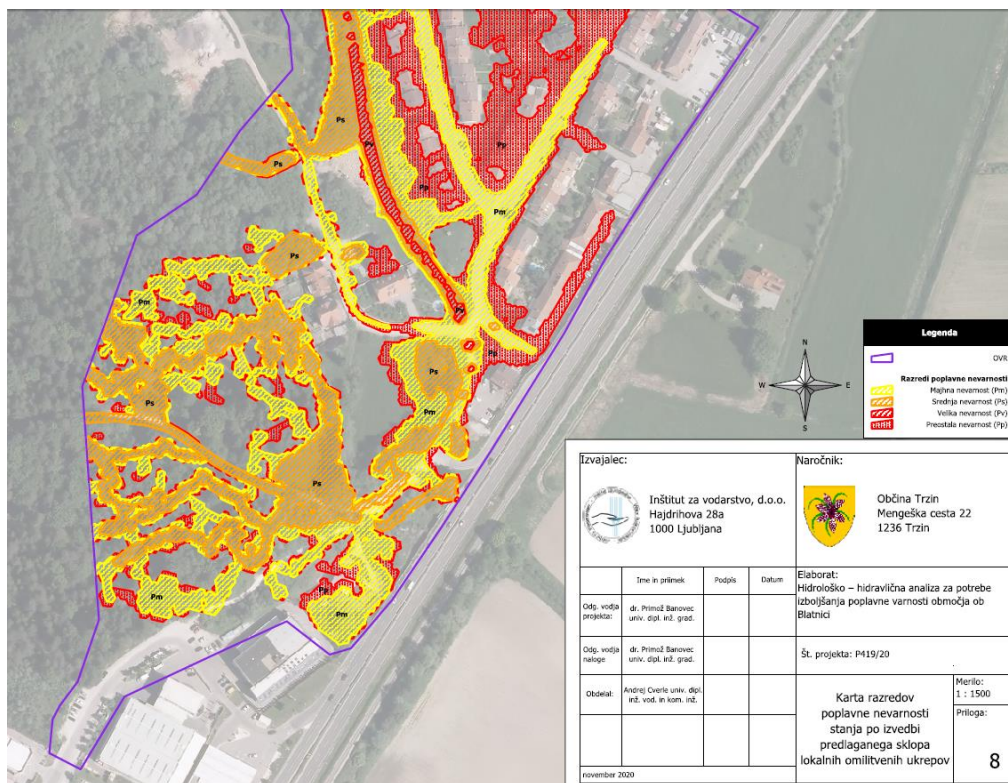 Ps
Ps
Pv
Ps
Pp
Pp
Pm
Ps
Pm
Ps
Ps
Ps
Pm
Ps
Pm
Pp
Pm
N
W
E
S
Legenda
OVR
Razredi poplavne nevarnosti
Majhna nevarnost (Pm)
Srednja nevarnost (Ps)
Velika nevarnost (Pv)
Preostala nevarnost (Pp)
Izvajalec:
Inštitut za vodarstvo, d.o.o.
Hajdrihova 28a
1000 Ljubljana
Naročnik:
Občina Trzin
Mengeška cesta 22
1236 Trzin
Ime in priimek
Podpis
Datum
Odg. vodja
projekta:
dr. Primož Banovec
univ. dipl. inž. grad.
Odg. vodja
naloge
dr. Primož Banovec
univ. dipl. inž. grad.
Obdelal:
Andrej Cverle univ. dipl.
inž. vod. in kom. inž.
november 2020
Elaborat:
Hidrološko – hidravlična analiza za potrebe
izboljšanja poplavne varnosti območja ob
Blatnici
Št. projekta: P419/20
Karta razredov
poplavne nevarnosti
stanja po izvedbi
predlaganega sklopa
lokalnih omilitvenih ukrepov
Merilo:
1 : 1500
Priloga:
8